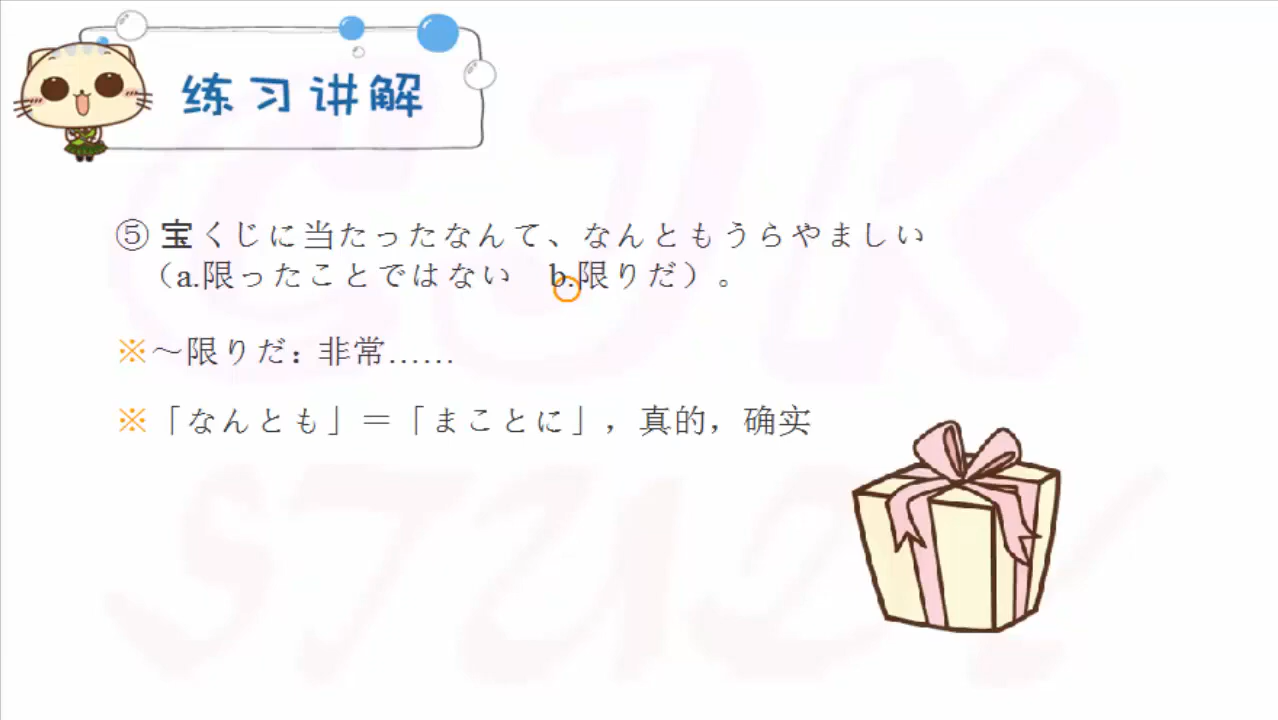 练习讲解
⑤ 宝くじに当たったなんて、なんともうらやましい
（a.限ったことではない　b.限りだ）。
※～限りだ：非常……
※「なんとも」＝「まことに」，真的，确实
CJK
STUDY